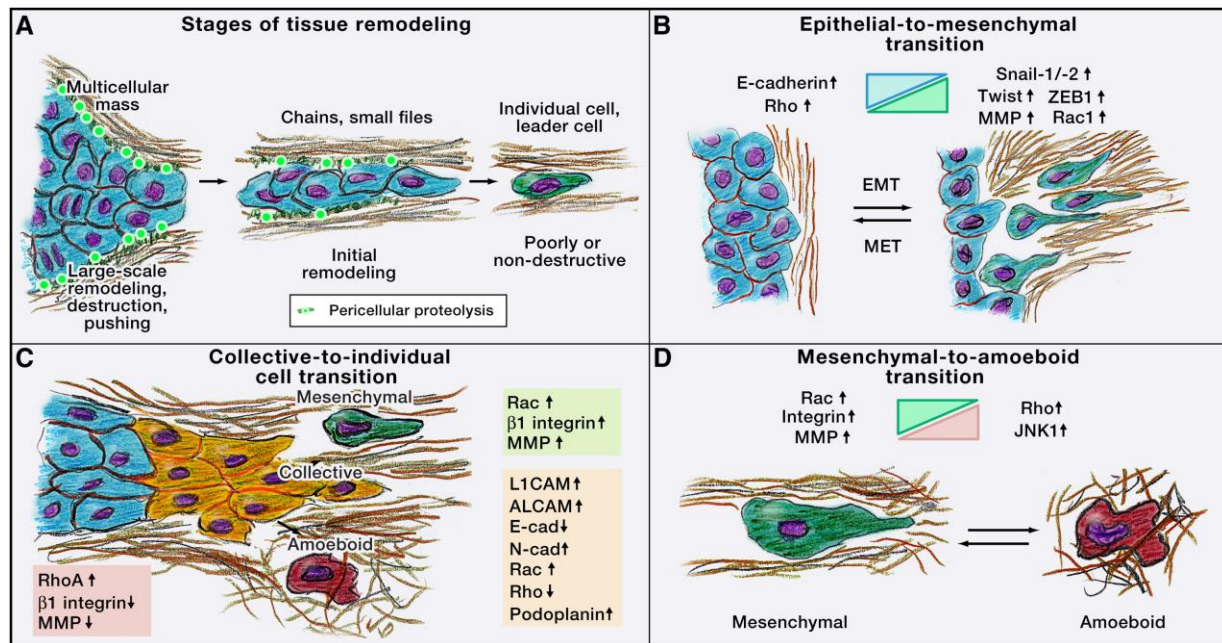 A
Stages of tissue remodeling
Multicellular
mass
Chains, small files
Individual cell,
leader cell
Large-scale
remodeling,
destruction,
pushing
Initial
remodeling
Poorly or
non-destructive
Pericellular proteolysis
B
Epithelial-to-mesenchymal
transition
E-cadherin↑
Rho ↑
Snail-1/-2 ↑
Twist↑ ZEB1↑
MMP ↑ Rac1↑
EMT
MET
C
Collective-to-individual
cell transition
Mesenchymal
Collective
Amoeboid
Rac ↑
β1 integrin↑
MMP ↑
L1CAM↑
ALCAM↑
E-cad↓
N-cad↑
Rac ↑
Rho ↓
Podoplanin↑
RhoA ↑
β1 integrin↓
MMP ↓
D
Mesenchymal-to-amoeboid
transition
Rac ↑
Integrin↑
MMP ↑
Rho↑
JNK1↑
Mesenchymal
Amoeboid